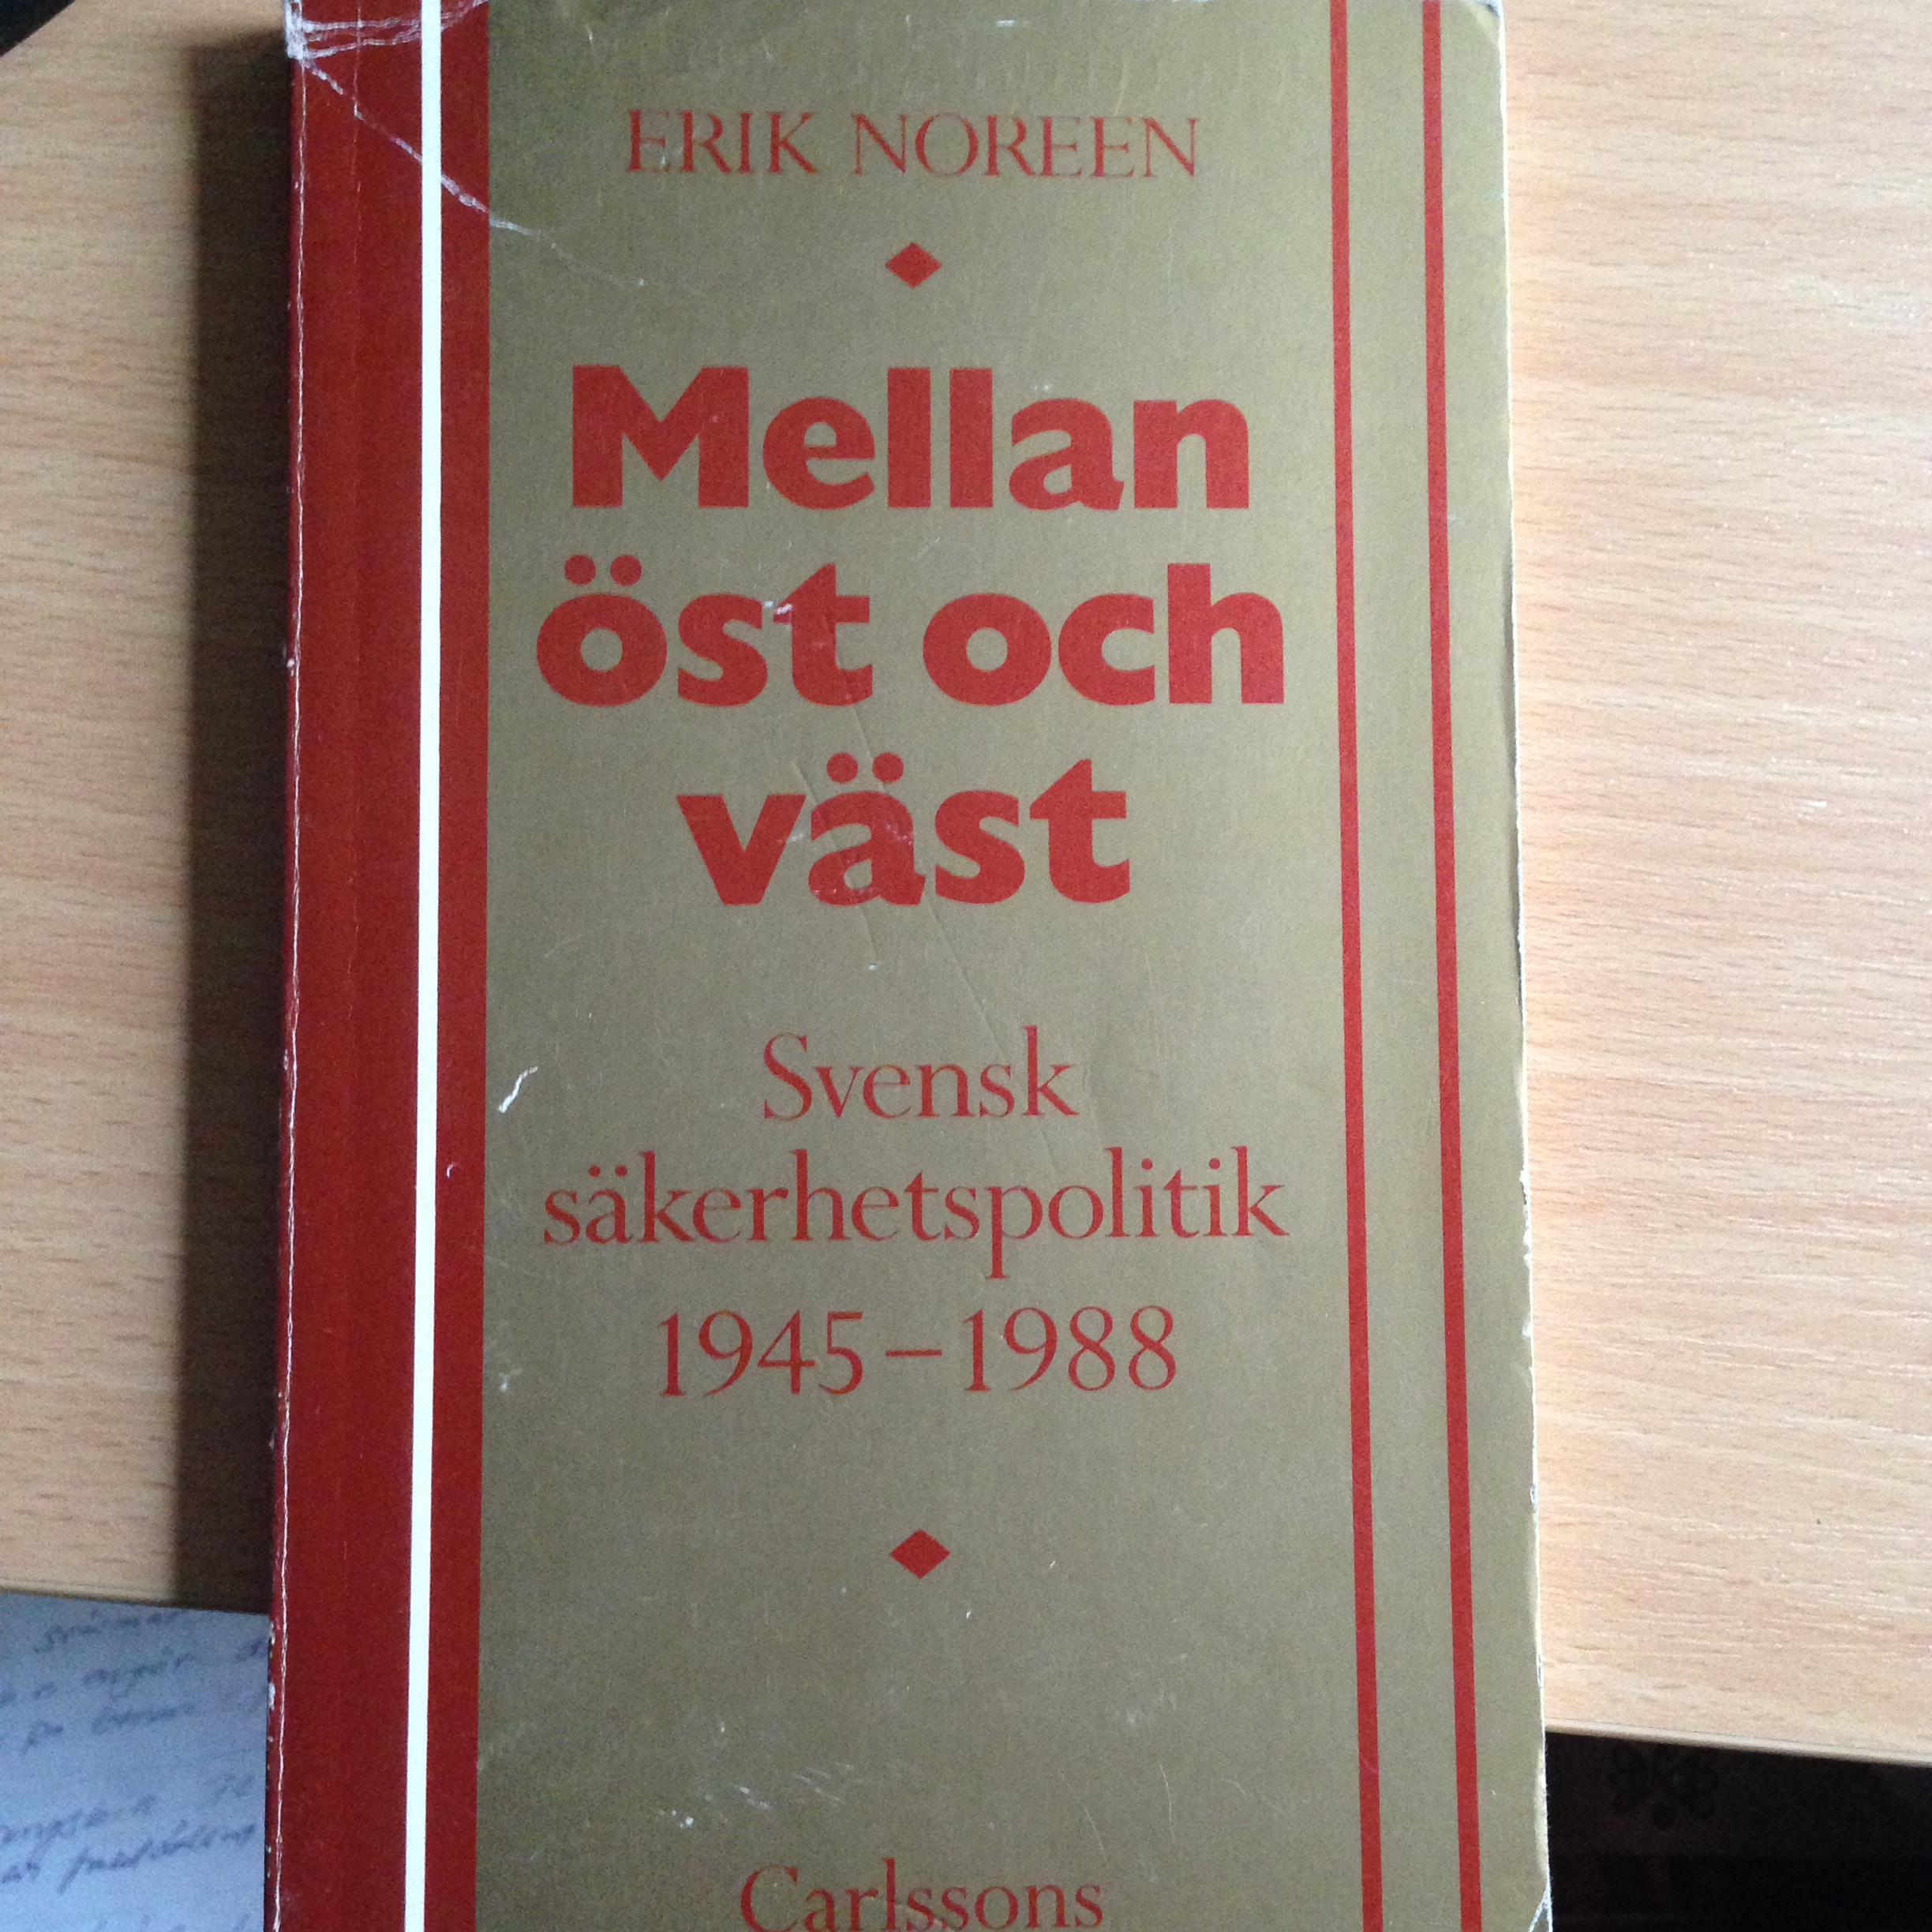 ERIK NOREEN
Mellan
öst och
väst
Svensk
säkerhetspolitik
1945–1988
Carlssons